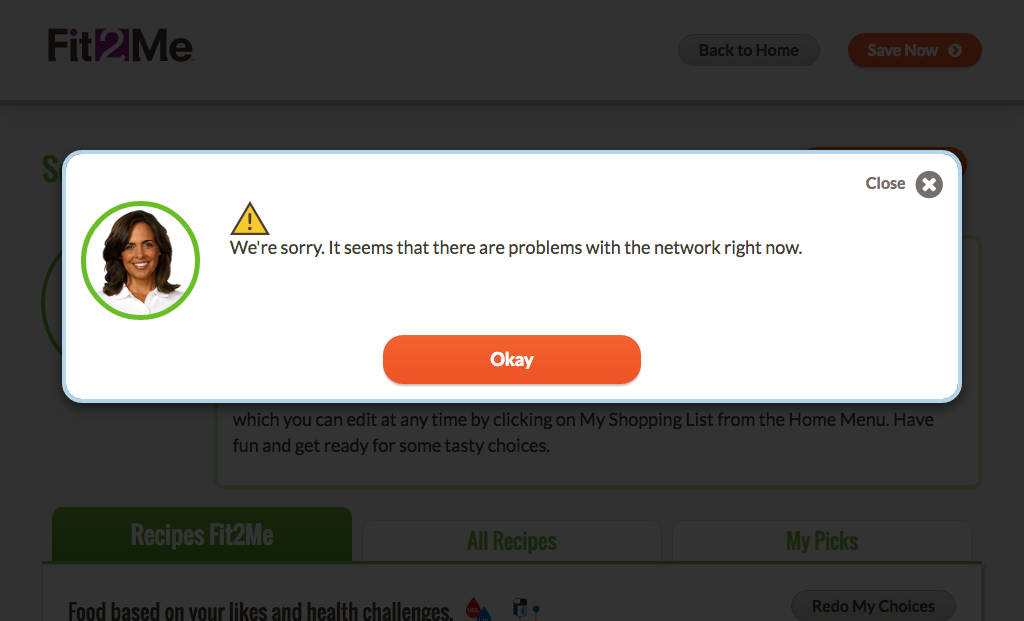 Fit2Me
Back to Home
Save Now
Close
We're sorry. It seems that there are problems with the network right now.
Okay
which you can edit at any time by clicking on My Shopping List from the Home Menu. Have
fun and get ready for some tasty choices.
Recipes Fit2Me
All Recipes
My Picks
Food based on your likes and health challenges.
Redo My Choices